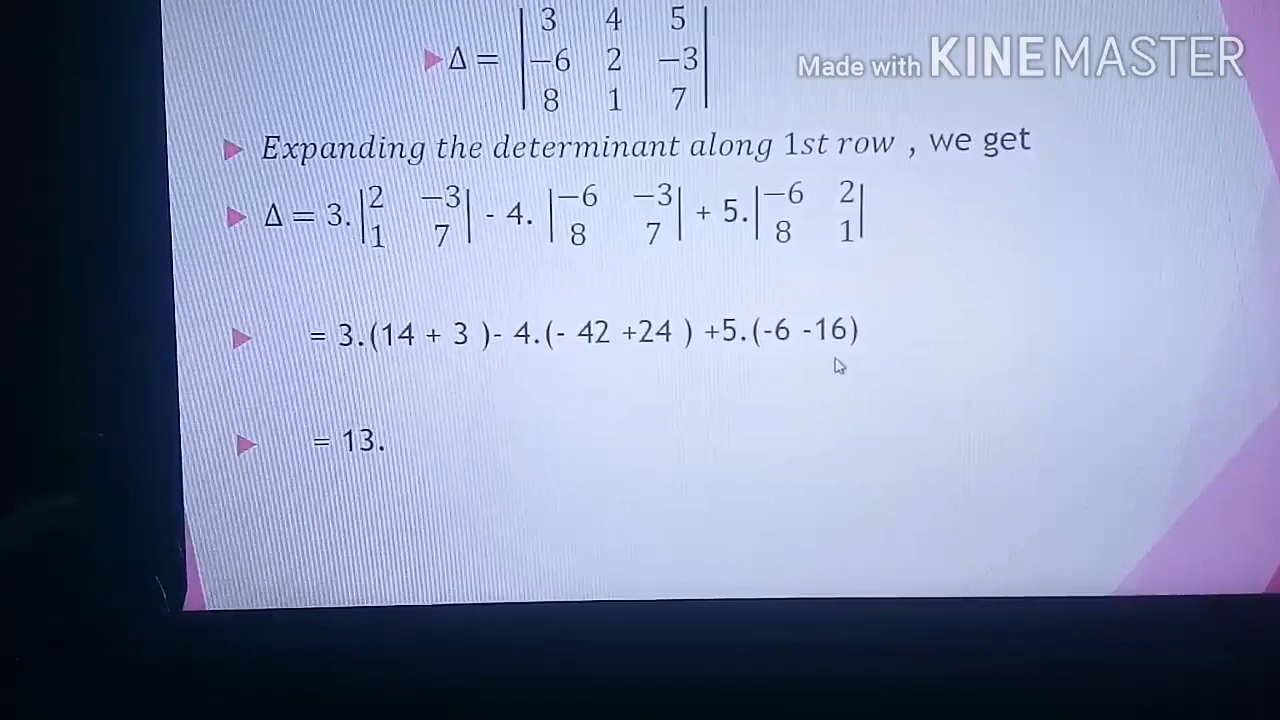 Made with KINEMASTER
Δ = | 3 4 5 |
| −6 2 −3 |
| 8 1 7 |
Expanding the determinant along 1st row , we get
Δ = 3. | 2 −3 | - 4. | −6 −3 | + 5. | −6 2 |
| 1 7 | | 8 7 | | 8 1 |
= 3.(14 + 3 )- 4.(- 42 +24 ) +5.(-6 -16)
= 13.